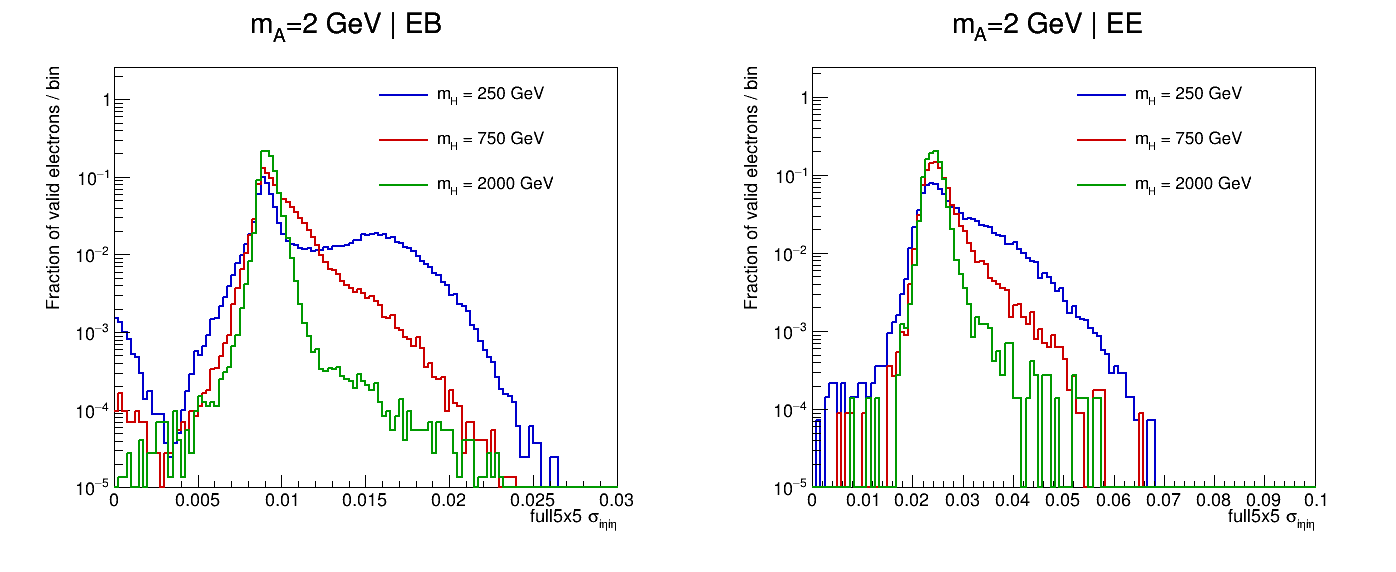 m_A=2 GeV | EB
Fraction of valid electrons / bin
1
10⁻¹
10⁻²
10⁻³
10⁻⁴
10⁻⁵
m_H = 250 GeV
m_H = 750 GeV
m_H = 2000 GeV
0 0.005 0.01 0.015 0.02 0.025 0.03
full5x5 σ_iηiη
m_A=2 GeV | EE
Fraction of valid electrons / bin
1
10⁻¹
10⁻²
10⁻³
10⁻⁴
10⁻⁵
m_H = 250 GeV
m_H = 750 GeV
m_H = 2000 GeV
0 0.01 0.02 0.03 0.04 0.05 0.06 0.07 0.08 0.09 0.1
full5x5 σ_iηiη